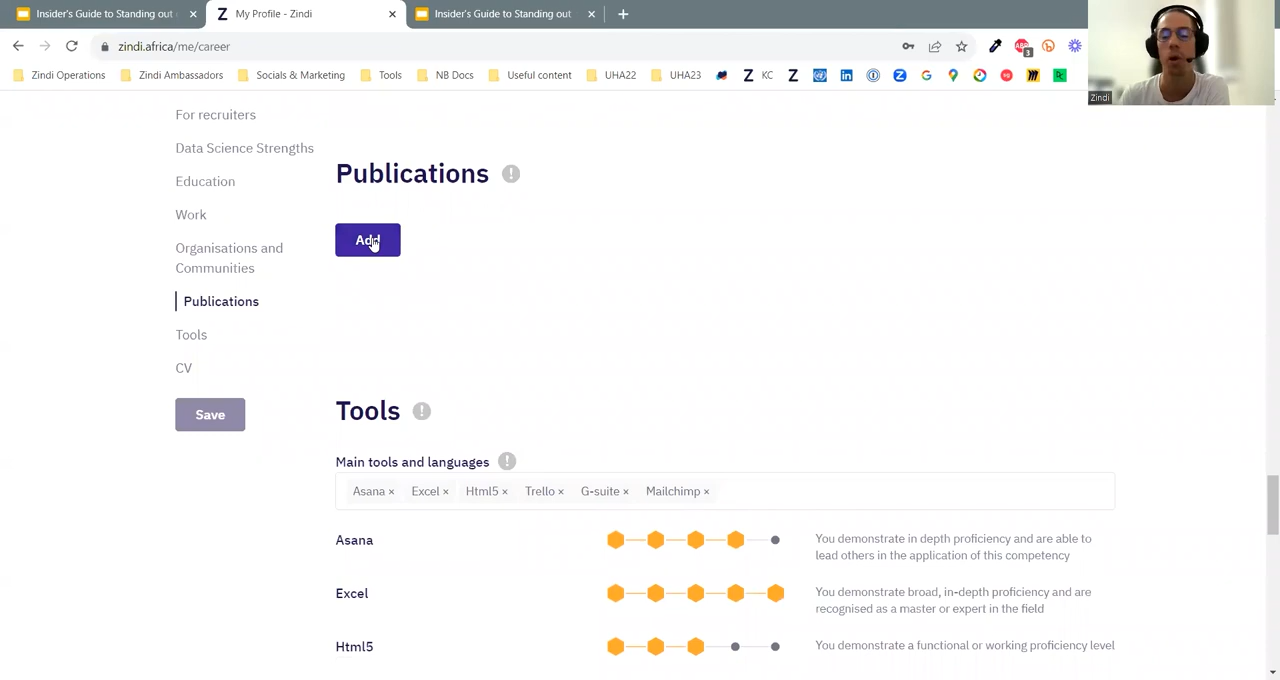 Insider's Guide to Standing out
My Profile - Zindi
Insider's Guide to Standing out
zindi.africa/me/career
3
Zindi Operations
Zindi Ambassadors
Socials & Marketing
Tools
NB Docs
Useful content
UHA22
UHA23
KC
Zindi
For recruiters
Data Science Strengths
Education
Work
Organisations and
Communities
Publications
Tools
CV
Save
Publications
Add
Tools
Main tools and languages
Asana × Excel × Html5 × Trello × G-suite × Mailchimp ×
Asana
You demonstrate in depth proficiency and are able to
lead others in the application of this competency
Excel
You demonstrate broad, in-depth proficiency and are
recognised as a master or expert in the field
Html5
You demonstrate a functional or working proficiency level